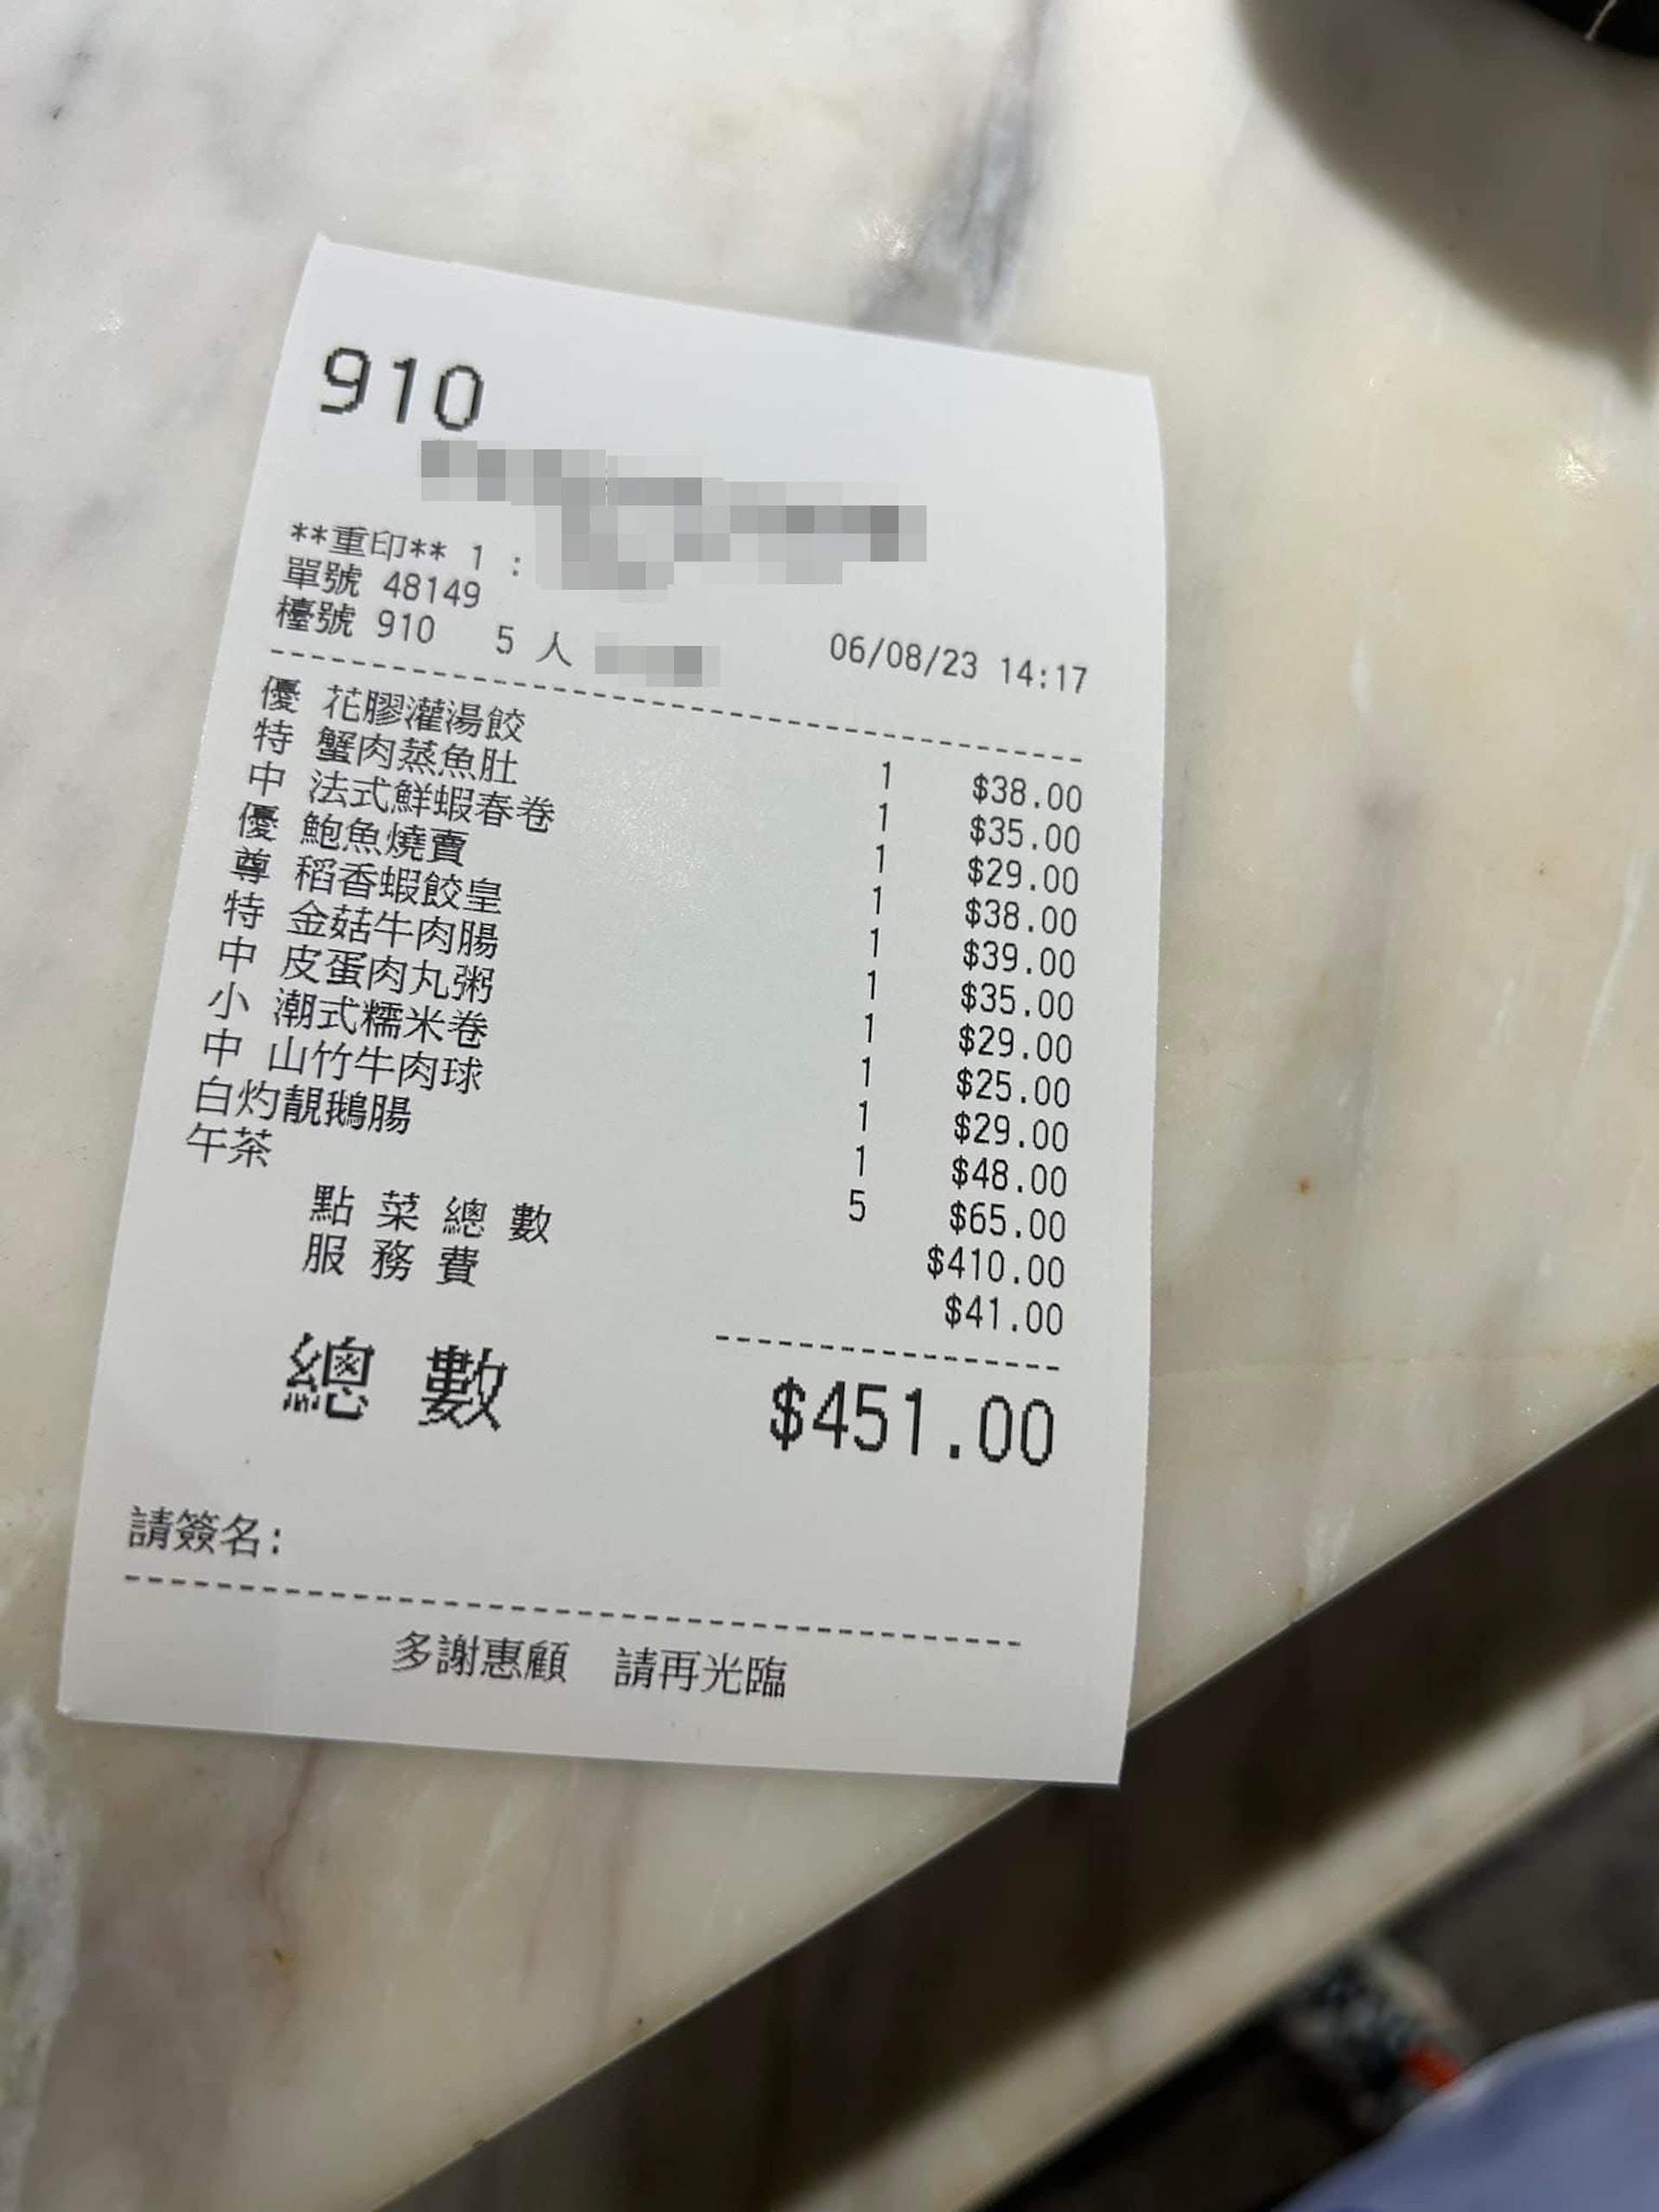 910
**重印** 1 :
單號 48149
檯號 910 5 人 06/08/23 14:17
優 花膠灌湯餃 1 $38.00
特 蟹肉蒸魚肚 1 $35.00
中 法式鮮蝦春卷 1 $29.00
優 鮑魚燒賣 1 $38.00
尊 稻香蝦餃皇 1 $39.00
特 金菇牛肉腸 1 $35.00
中 皮蛋肉丸粥 1 $29.00
小 潮式糯米卷 1 $25.00
中 山竹牛肉球 1 $29.00
白灼靚鵝腸 1 $48.00
午茶 5 $65.00
點菜總數 $410.00
服務費 $41.00
總數 $451.00
請簽名:
多謝惠顧 請再光臨